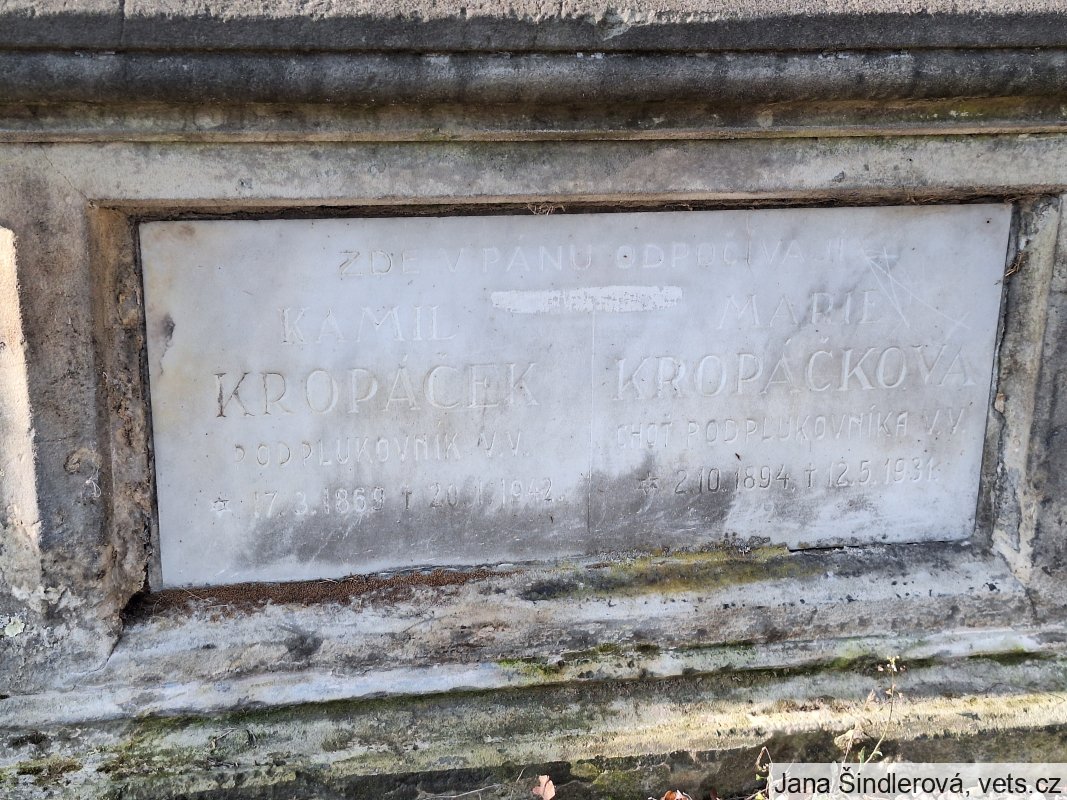 ZDE V PÁNU ODPOČÍVÁ
KAMIL
KROPÁČEK
PODPLUKOVNÍK V.V.
* 17.3.1869 † 20.1.1942.
MARIE
KROPÁČKOVÁ
CHOŤ PODPLUKOVNÍKA V.V.
* 2.10.1894. † 12.5.1931.
Jana Šindlerová, vets.cz